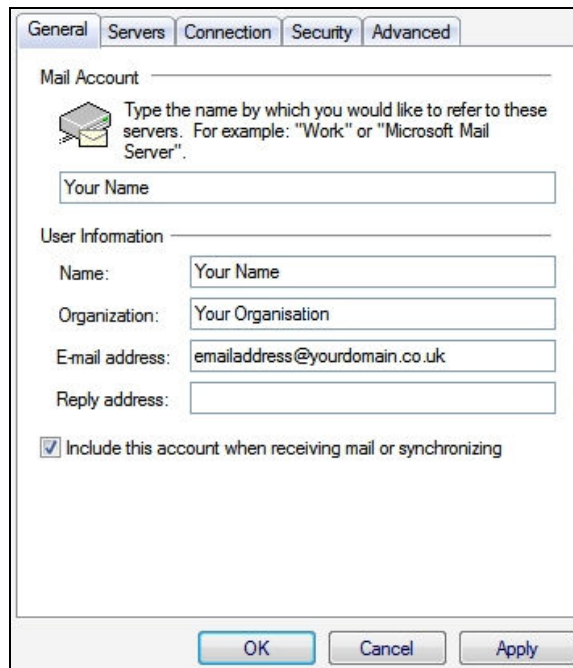 General Servers Connection Security Advanced
Mail Account
Type the name by which you would like to refer to these
servers. For example: "Work" or "Microsoft Mail
Server".
Your Name
User Information
Name: Your Name
Organization: Your Organisation
E-mail address: emailaddress@yourdomain.co.uk
Reply address:
Include this account when receiving mail or synchronizing
OK Cancel Apply